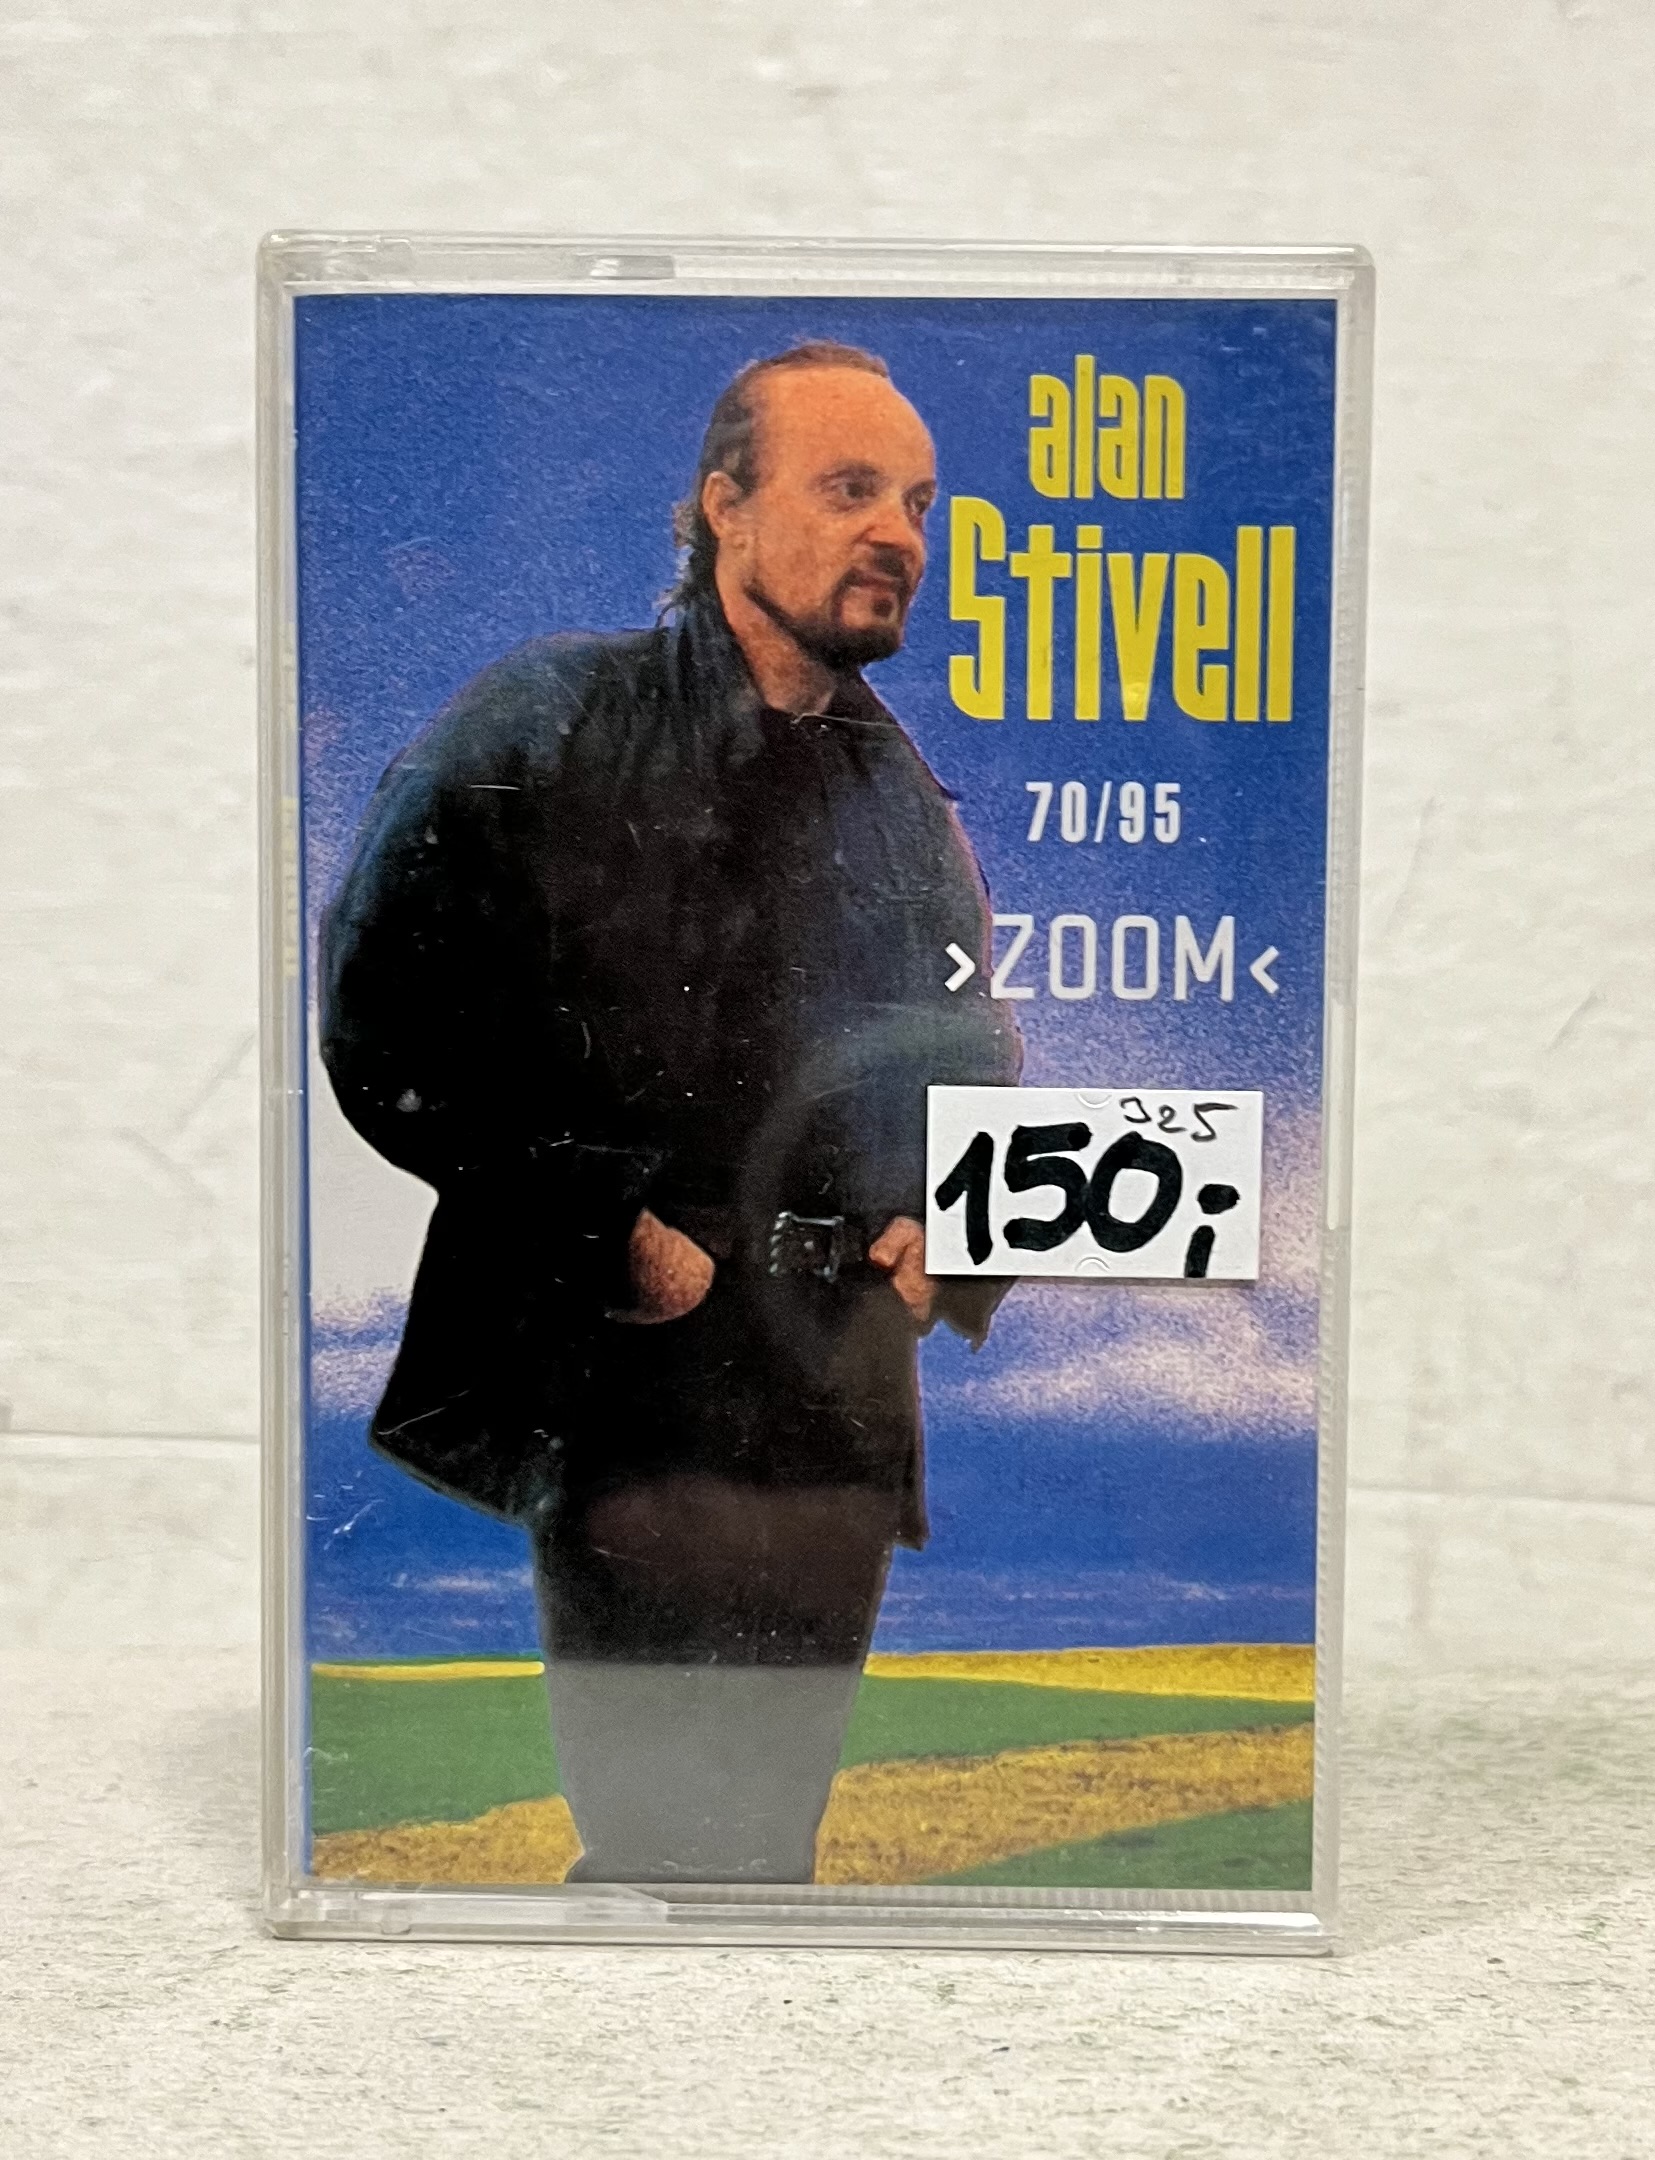 alan
Stivell
70/95
>ZOOM<
325
150,-